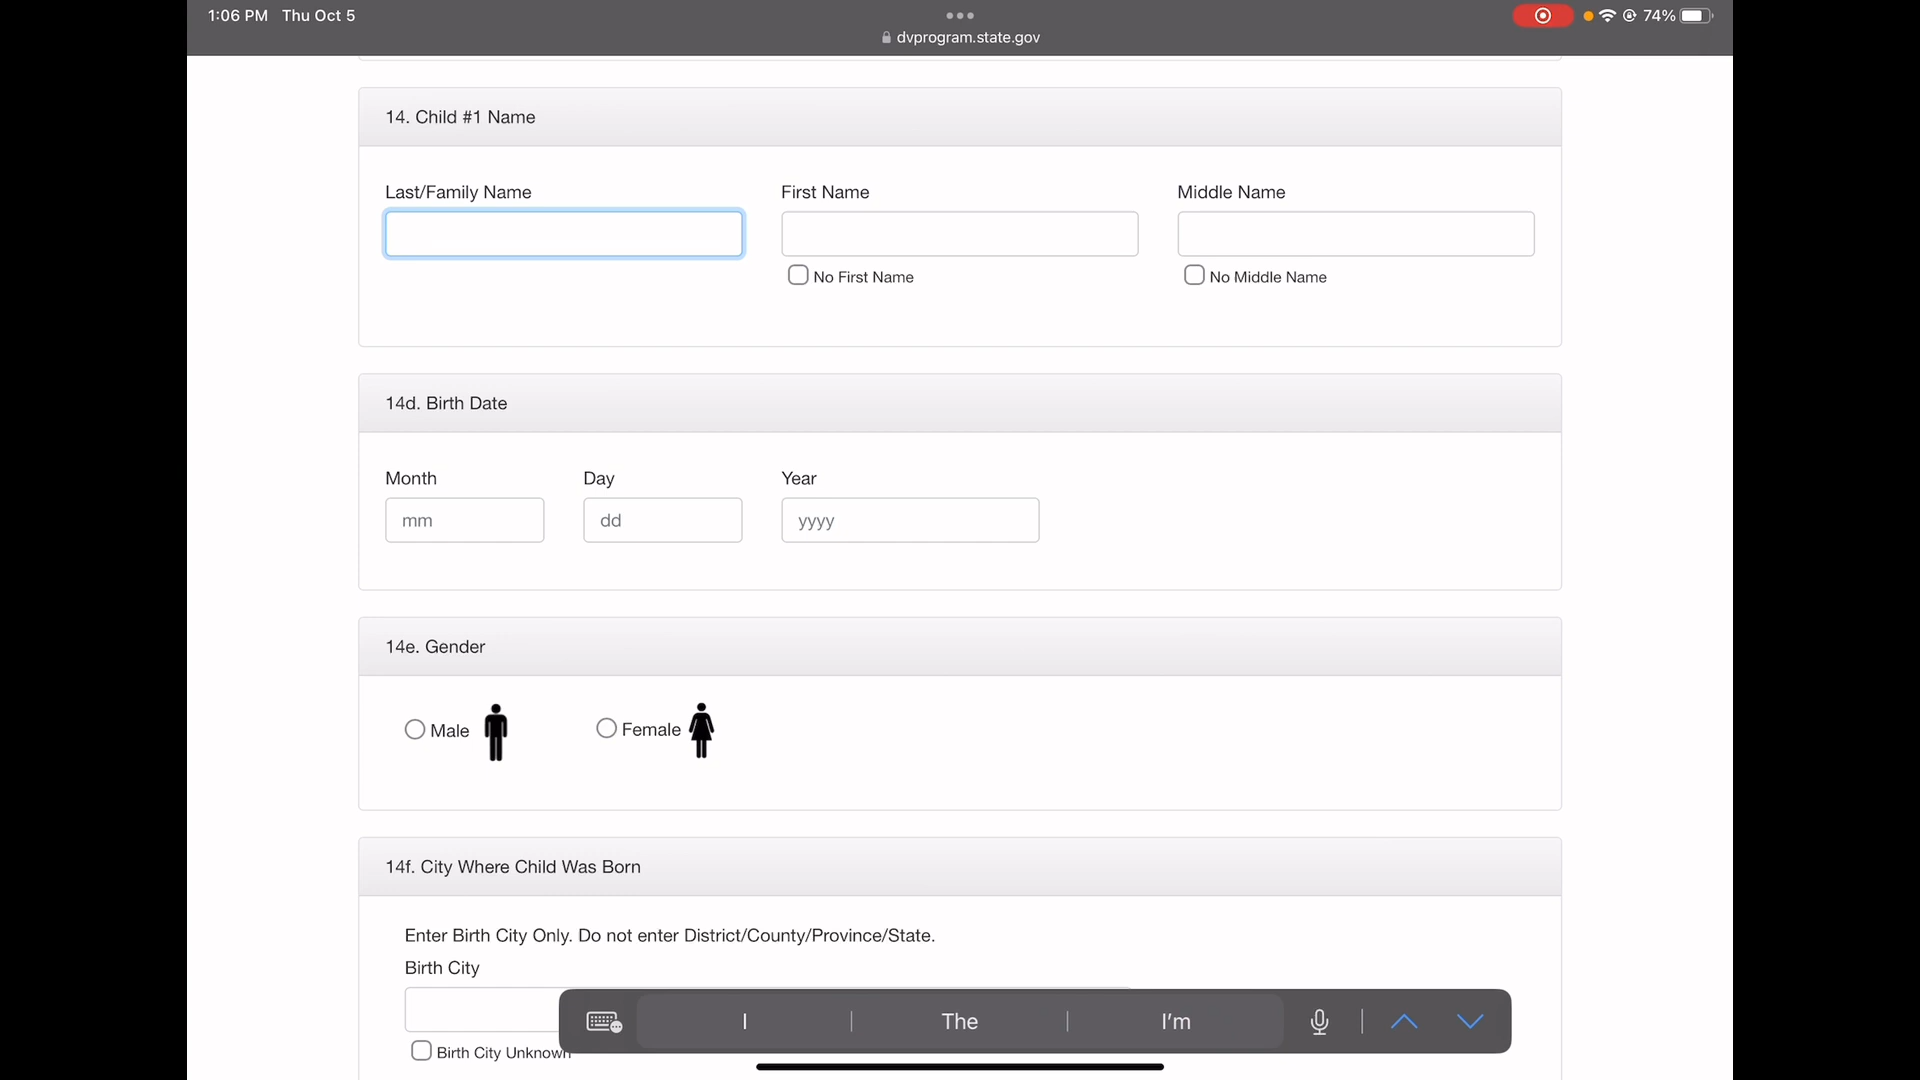 1:06 PM Thu Oct 5
74%
dvprogram.state.gov
14. Child #1 Name
Last/Family Name First Name Middle Name
No First Name No Middle Name
14d. Birth Date
Month Day Year
mm dd yyyy
14e. Gender
Male Female
14f. City Where Child Was Born
Enter Birth City Only. Do not enter District/County/Province/State.
Birth City
I The I'm
Birth City Unknown